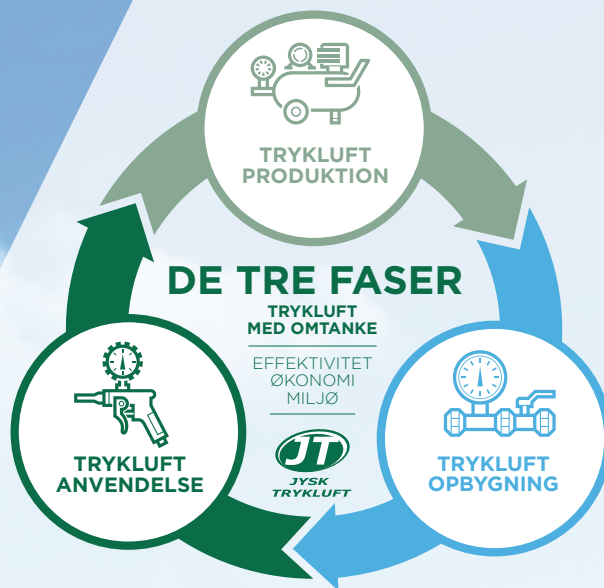 TRYKLUFT
PRODUKTION
DE TRE FASER
TRYKLUFT
MED OMTANKE
EFFEKTIVITET
ØKONOMI
MILJØ
TRYKLUFT
ANVENDELSE
JT
JYSK
TRYKLUFT
TRYKLUFT
OPBYGNING